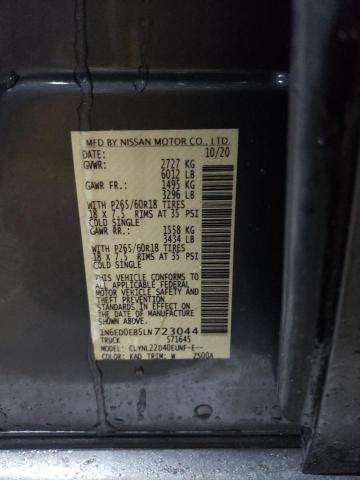 MFD BY NISSAN MOTOR CO., LTD.
DATE: 10/20
GVWR: 2727 KG
6012 LB
GAWR FR.: 1495 KG
3296 LB
WITH P265/60R18 TIRES
18 X 7.5 RIMS AT 35 PSI
COLD SINGLE
GAWR RR.: 1558 KG
3434 LB
WITH P265/60R18 TIRES
18 X 7.5 RIMS AT 35 PSI
COLD SINGLE
THIS VEHICLE CONFORMS TO ALL
APPLICABLE FEDERAL
MOTOR VEHICLE SAFETY AND
THEFT PREVENTION
STANDARDS IN EFFECT ON THE
DATE OF MANUFACTURE
SHOWN ABOVE.
1N6ED0EB5LN723044
TRUCK 571645
MODEL: CLYNL22D40EUNF-E--
COLOR: KAD TRIM: W Z500A